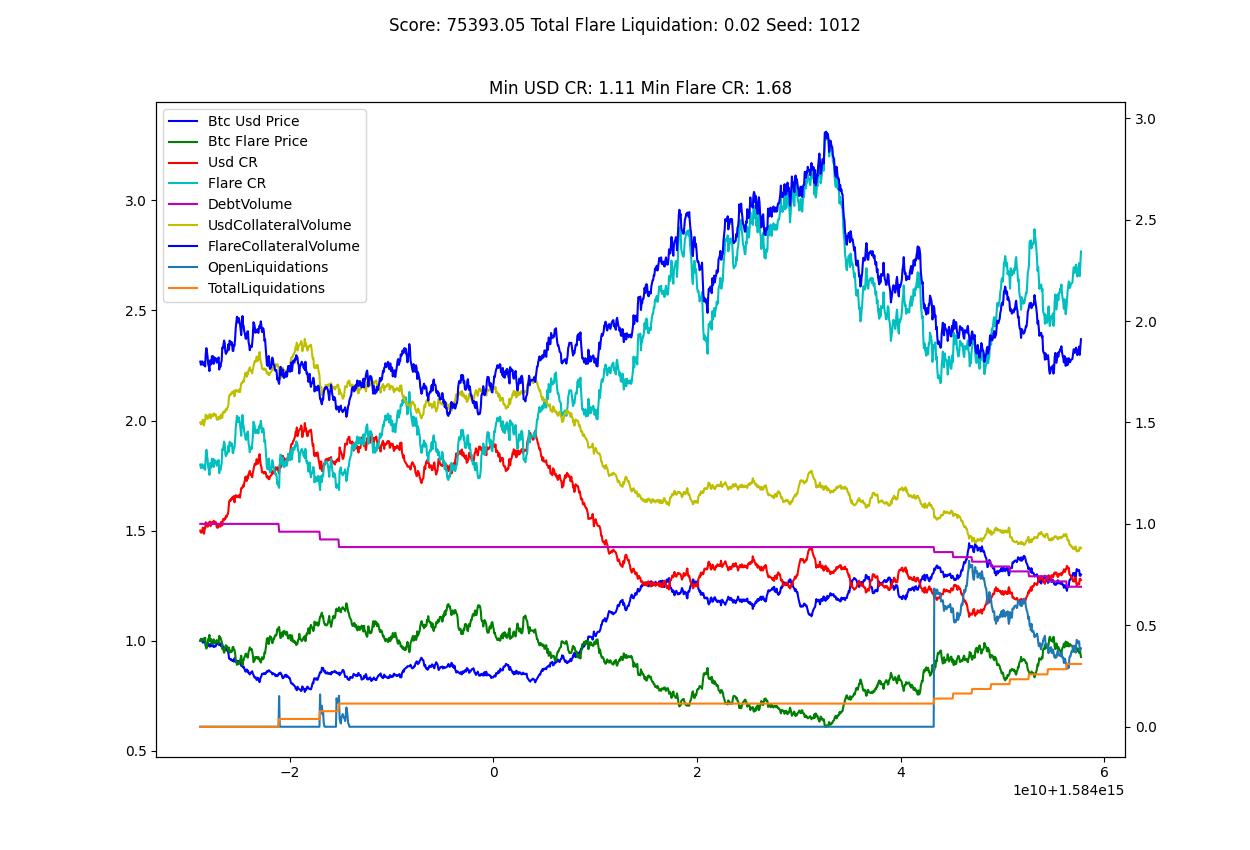 Score: 75393.05 Total Flare Liquidation: 0.02 Seed: 1012
Min USD CR: 1.11 Min Flare CR: 1.68
Btc Usd Price
Btc Flare Price
Usd CR
Flare CR
DebtVolume
UsdCollateralVolume
FlareCollateralVolume
OpenLiquidations
TotalLiquidations
3.0
2.5
2.0
1.5
1.0
0.5
3.0
2.5
2.0
1.5
1.0
0.5
0.0
−2 0 2 4 6
1e10+1.584e15